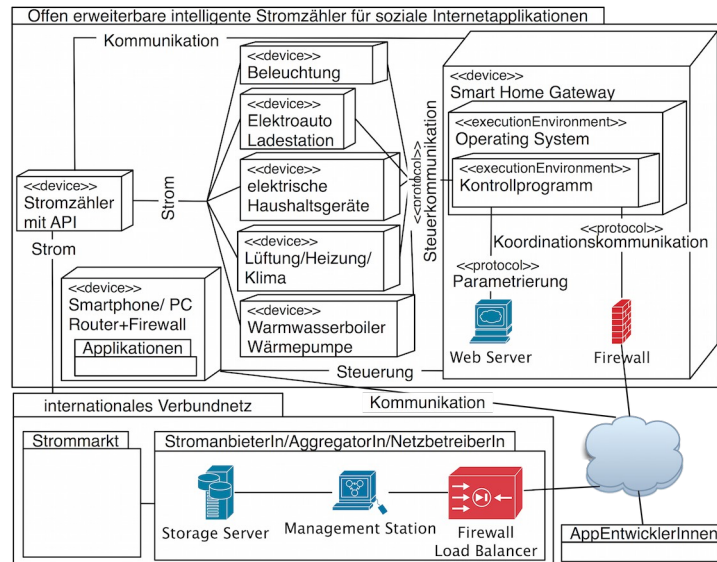 Offen erweiterbare intelligente Stromzähler für soziale Internetapplikationen
Kommunikation
<<device>>
Beleuchtung
<<device>>
Elektroauto
Ladestation
<<device>>
elektrische
Haushaltsgeräte
<<device>>
Lüftung/Heizung/
Klima
<<device>>
Warmwasserboiler
Wärmepumpe
<<device>>
Stromzähler
mit API
Strom
Strom
<<protocol>>
Steuerkommunikation
<<device>>
Smart Home Gateway
<<executionEnvironment>>
Operating System
<<executionEnvironment>>
Kontrollprogramm
<<protocol>>
Koordinationskommunikation
<<protocol>>
Parametrierung
Web Server
Firewall
<<device>>
Smartphone/ PC
Router+Firewall
Applikationen
Steuerung
Kommunikation
internationales Verbundnetz
Strommarkt
StromanbieterIn/AggregatorIn/NetzbetreiberIn
Storage Server
Management Station
Firewall
Load Balancer
AppEntwicklerInnen